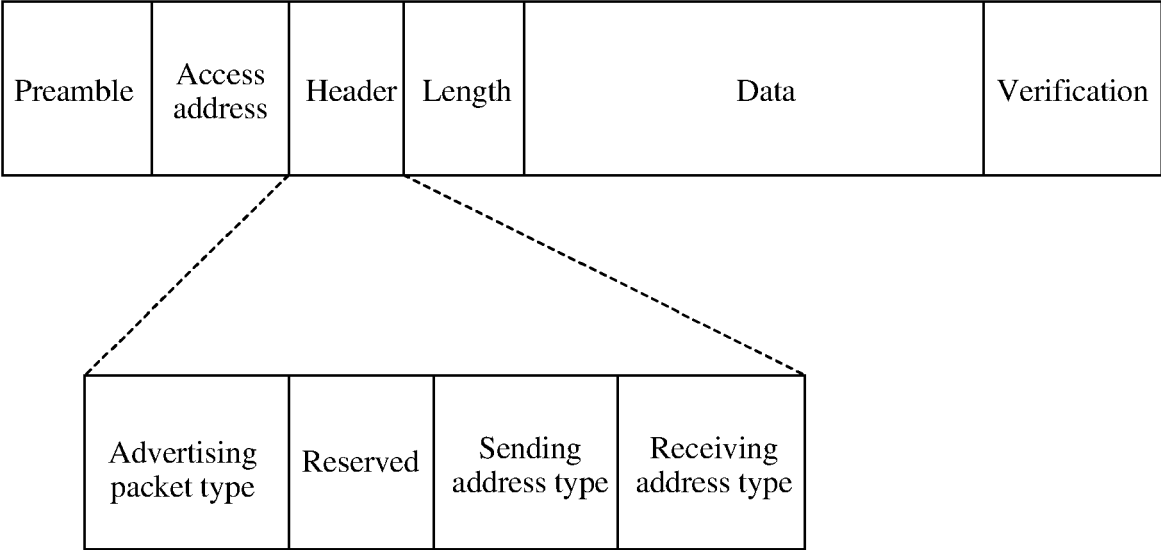 Preamble
Access
address
Header
Length
Data
Verification
Advertising
packet type
Reserved
Sending
address type
Receiving
address type